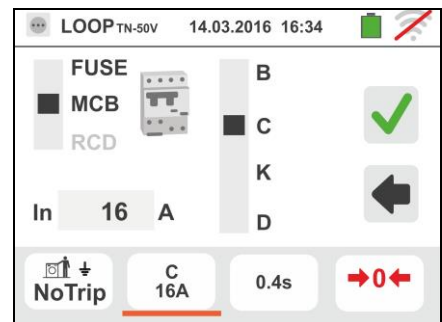 LOOP TN-50V 14.03.2016 16:34
FUSE
MCB
RCD
B
C
K
D
In 16 A
NoTrip
C
16A
0.4s
0